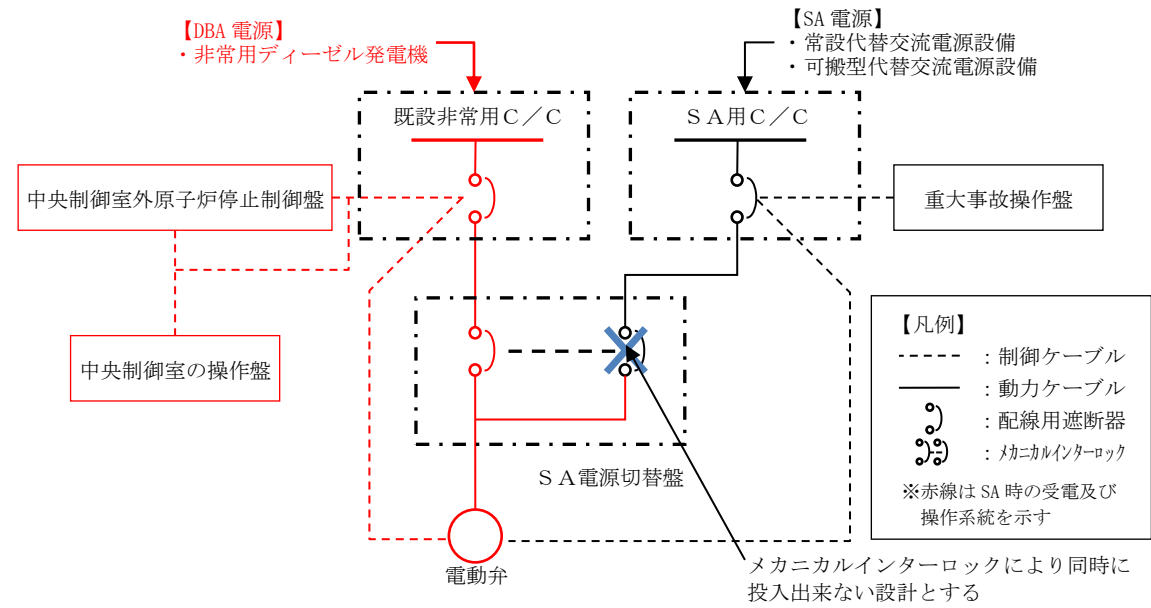 【DBA 電源】
・非常用ディーゼル発電機
【SA 電源】
・常設代替交流電源設備
・可搬型代替交流電源設備
既設非常用Ｃ／Ｃ
ＳＡ用Ｃ／Ｃ
中央制御室外原子炉停止制御盤
重大事故操作盤
中央制御室の操作盤
【凡例】
：制御ケーブル
：動力ケーブル
：配線用遮断器
：ﾒｶﾆｶﾙインターロック
※赤線は SA 時の受電及び
操作系統を示す
ＳＡ電源切替盤
電動弁
メカニカルインターロックにより同時に
投入出来ない設計とする